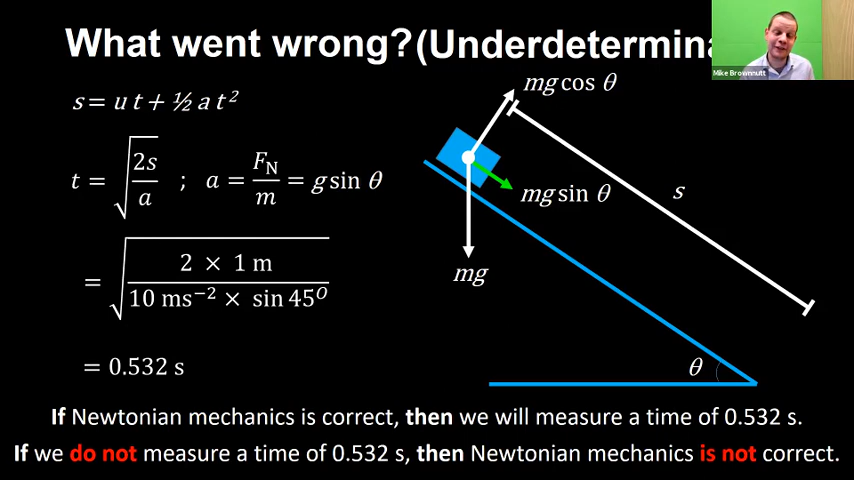 What went wrong? (Underdetermina
Mike Brownnutt
s = u t + ½ a t²
t = √(2s/a) ; a = F_N/m = g sin θ
= √(2 × 1 m / 10 ms⁻² × sin 45ᴼ)
= 0.532 s
mg cos θ
mg sin θ
s
mg
θ
If Newtonian mechanics is correct, then we will measure a time of 0.532 s.
If we do not measure a time of 0.532 s, then Newtonian mechanics is not correct.